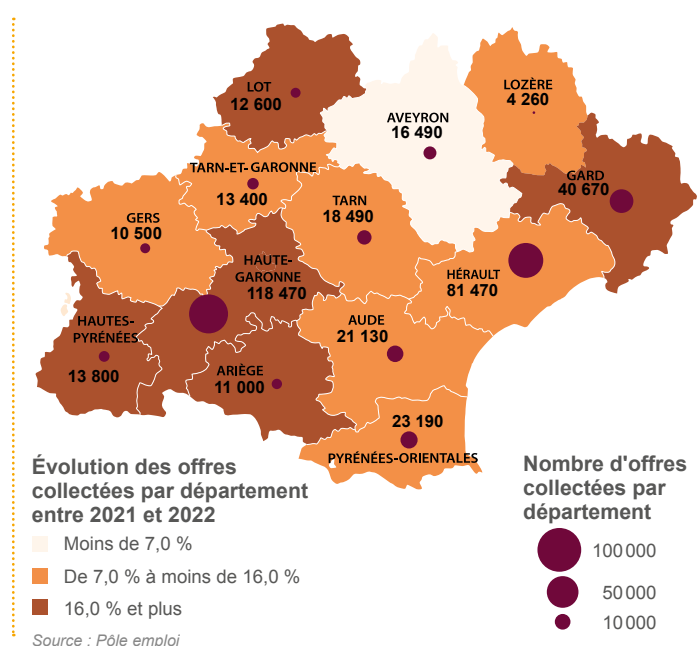 LOT
12 600
LOZÈRE
4 260
AVEYRON
16 490
TARN-ET-GARONNE
13 400
GARD
40 670
TARN
18 490
GERS
10 500
HAUTE-
GARONNE
118 470
HÉRAULT
81 470
HAUTES-
PYRÉNÉES
13 800
AUDE
21 130
ARIÈGE
11 000
23 190
PYRÉNÉES-ORIENTALES
Évolution des offres
collectées par département
entre 2021 et 2022
Moins de 7,0 %
De 7,0 % à moins de 16,0 %
16,0 % et plus
Source : Pôle emploi
Nombre d'offres
collectées par
département
100 000
50 000
10 000